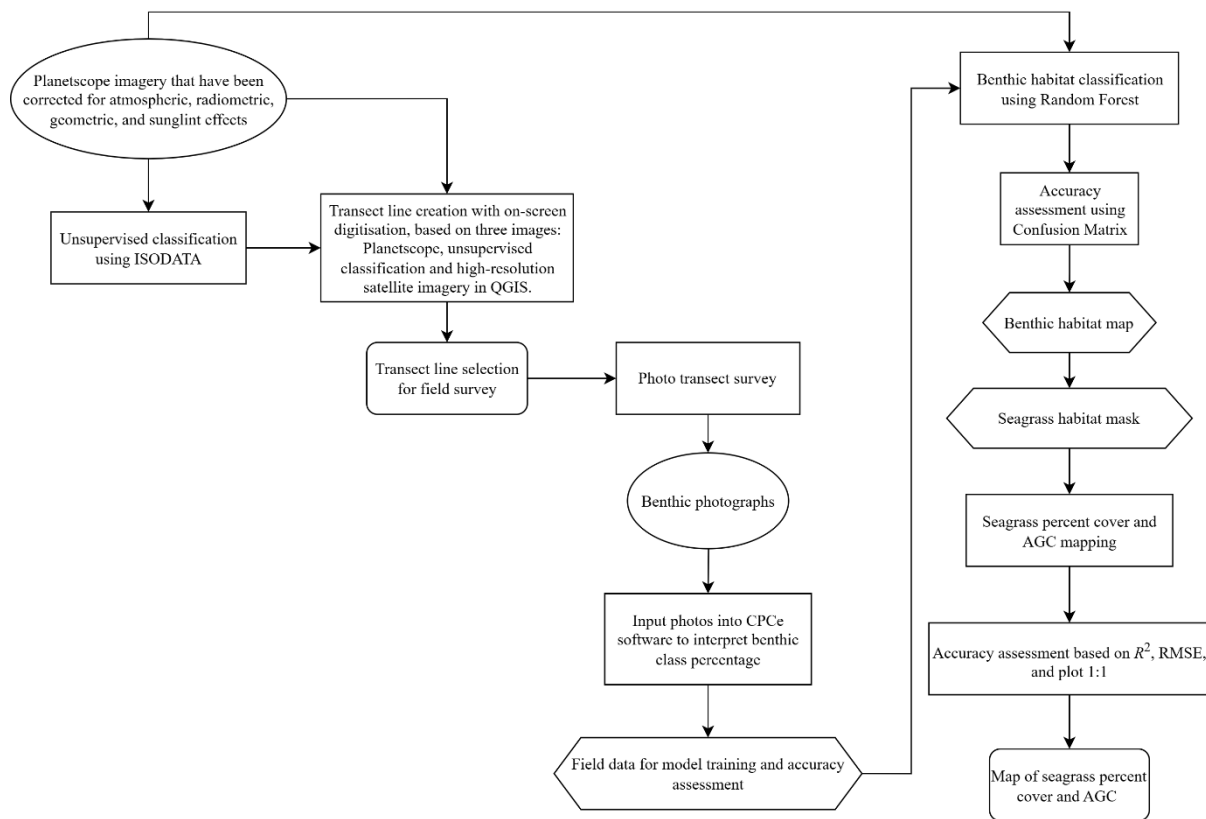 Planetscope imagery that have been
corrected for atmospheric, radiometric,
geometric, and sunglint effects
Unsupervised classification
using ISODATA
Transect line creation with on-screen
digitisation, based on three images:
Planetscope, unsupervised
classification and high-resolution
satellite imagery in QGIS.
Transect line selection
for field survey
Photo transect survey
Benthic photographs
Input photos into CPCe
software to interpret benthic
class percentage
Field data for model training and accuracy
assessment
Benthic habitat classification
using Random Forest
Accuracy
assessment using
Confusion Matrix
Benthic habitat map
Seagrass habitat mask
Seagrass percent cover and
AGC mapping
Accuracy assessment based on R², RMSE,
and plot 1:1
Map of seagrass percent
cover and AGC